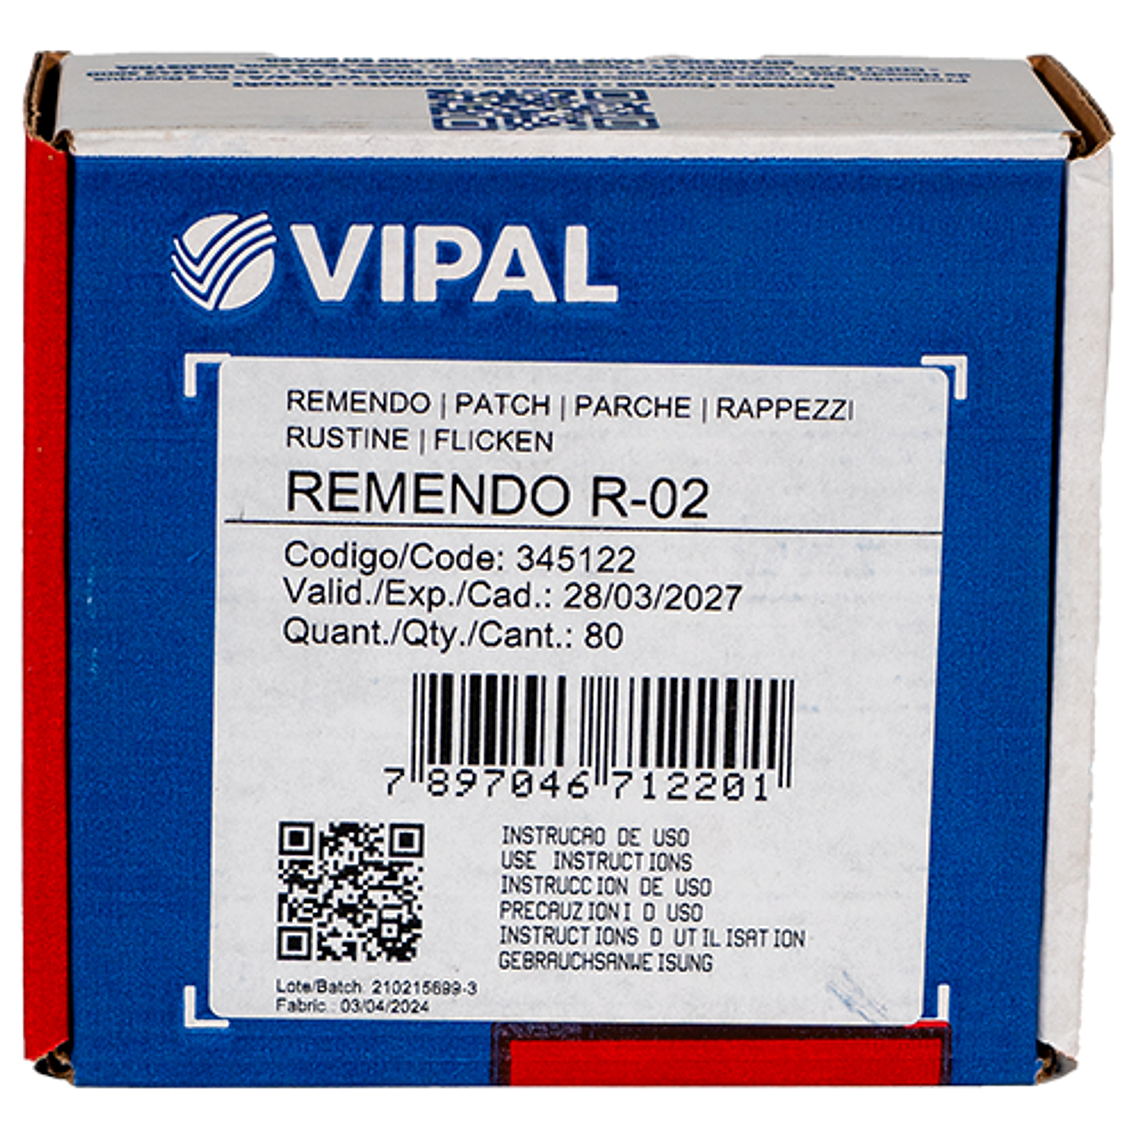 VIPAL
REMENDO | PATCH | PARCHE | RAPPEZZI
RUSTINE | FLICKEN
REMENDO R-02
Codigo/Code: 345122
Valid./Exp./Cad.: 28/03/2027
Quant./Qty./Cant.: 80
7 897046 712201
INSTRUCAO DE USO
USE INSTRUCTIONS
INSTRUCCION DE USO
PRECAUZIONI D USO
INSTRUCTIONS D UTILISATION
GEBRAUCHSANWEISUNG
Lote/Batch: 210215699-3
Fabric.: 03/04/2024